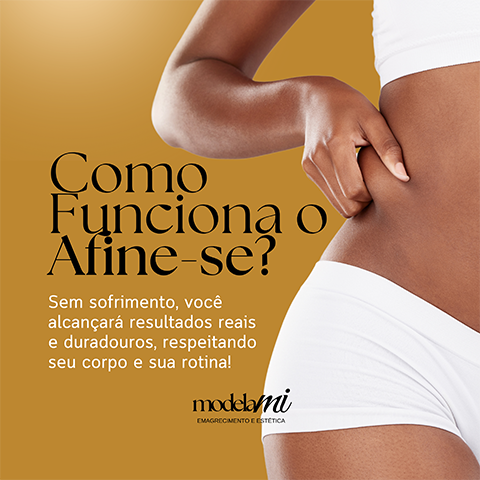 Como
Funciona o
Afine-se?
Sem sofrimento, você
alcançará resultados reais
e duradouros, respeitando
seu corpo e sua rotina!
modelami
EMAGRECIMENTO E ESTÉTICA